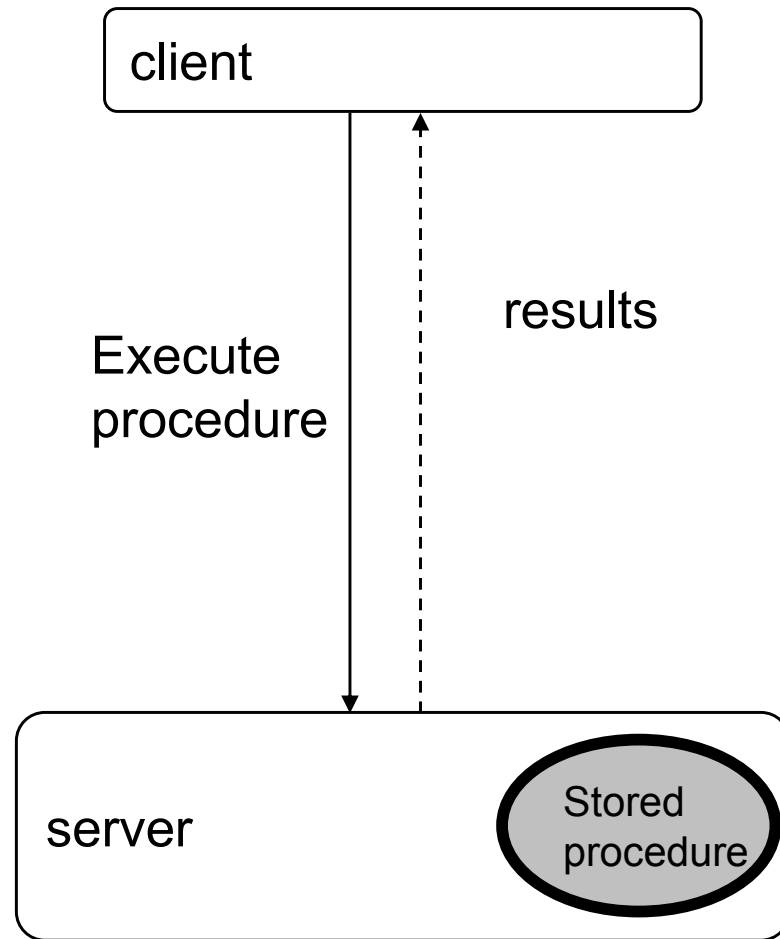 client
results
Execute
procedure
server
Stored
procedure